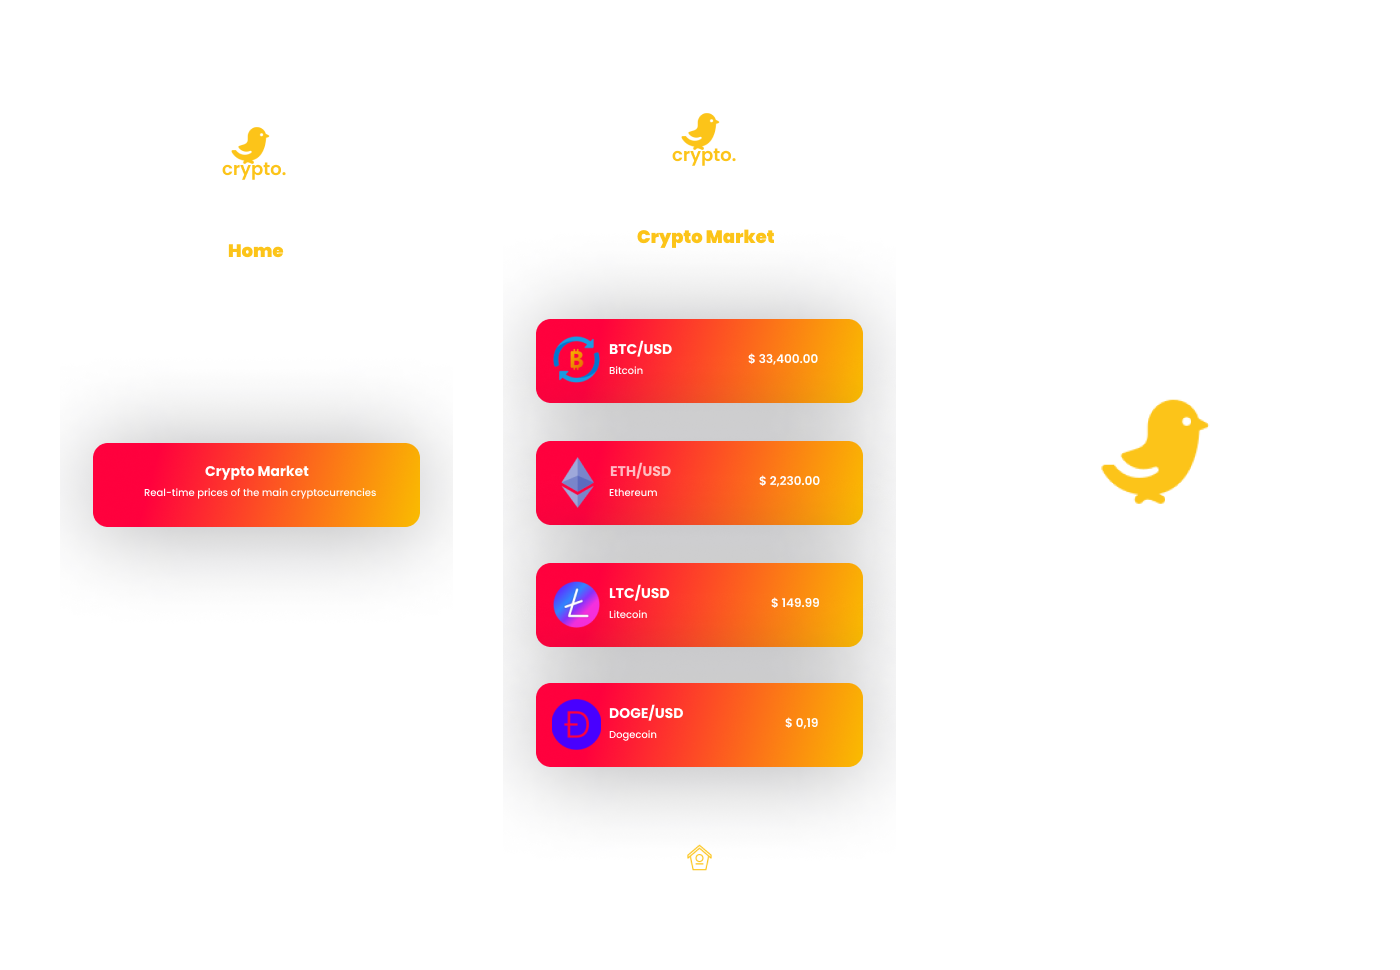 crypto.
Home
Crypto Market
Real-time prices of the main cryptocurrencies
crypto.
Crypto Market
BTC/USD
Bitcoin
$ 33,400.00
ETH/USD
Ethereum
$ 2,230.00
LTC/USD
Litecoin
$ 149.99
DOGE/USD
Dogecoin
$ 0,19